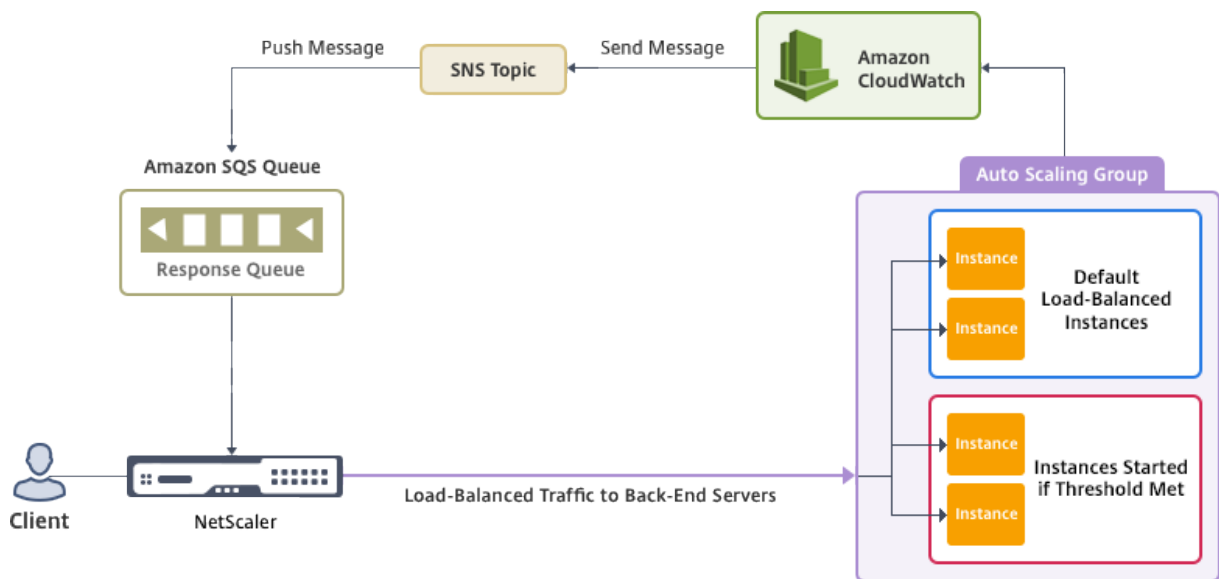 Push Message
Send Message
SNS Topic
Amazon
CloudWatch
Amazon SQS Queue
Response Queue
Auto Scaling Group
Instance
Instance
Default
Load-Balanced
Instances
Instance
Instance
Instances Started
if Threshold Met
Client
NetScaler
Load-Balanced Traffic to Back-End Servers